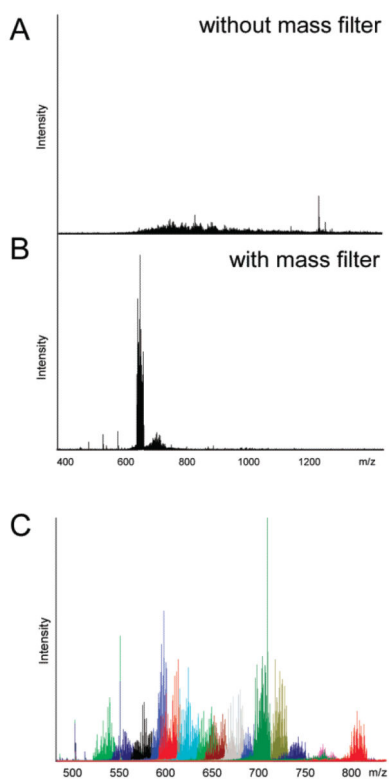 A
without mass filter
Intensity
B
with mass filter
Intensity
400 600 800 1000 1200 m/z
C
Intensity
500 550 600 650 700 750 800 m/z